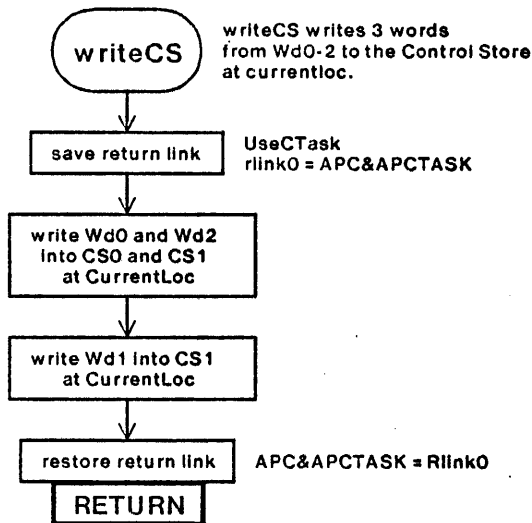 writeCS
writeCS writes 3 words
from Wd0-2 to the Control Store
at currentloc.
save return link
UseCTask
rlink0 = APC&APCTASK
write Wd0 and Wd2
into CS0 and CS1
at CurrentLoc
write Wd1 into CS1
at CurrentLoc
restore return link
APC&APCTASK = Rlink0
RETURN